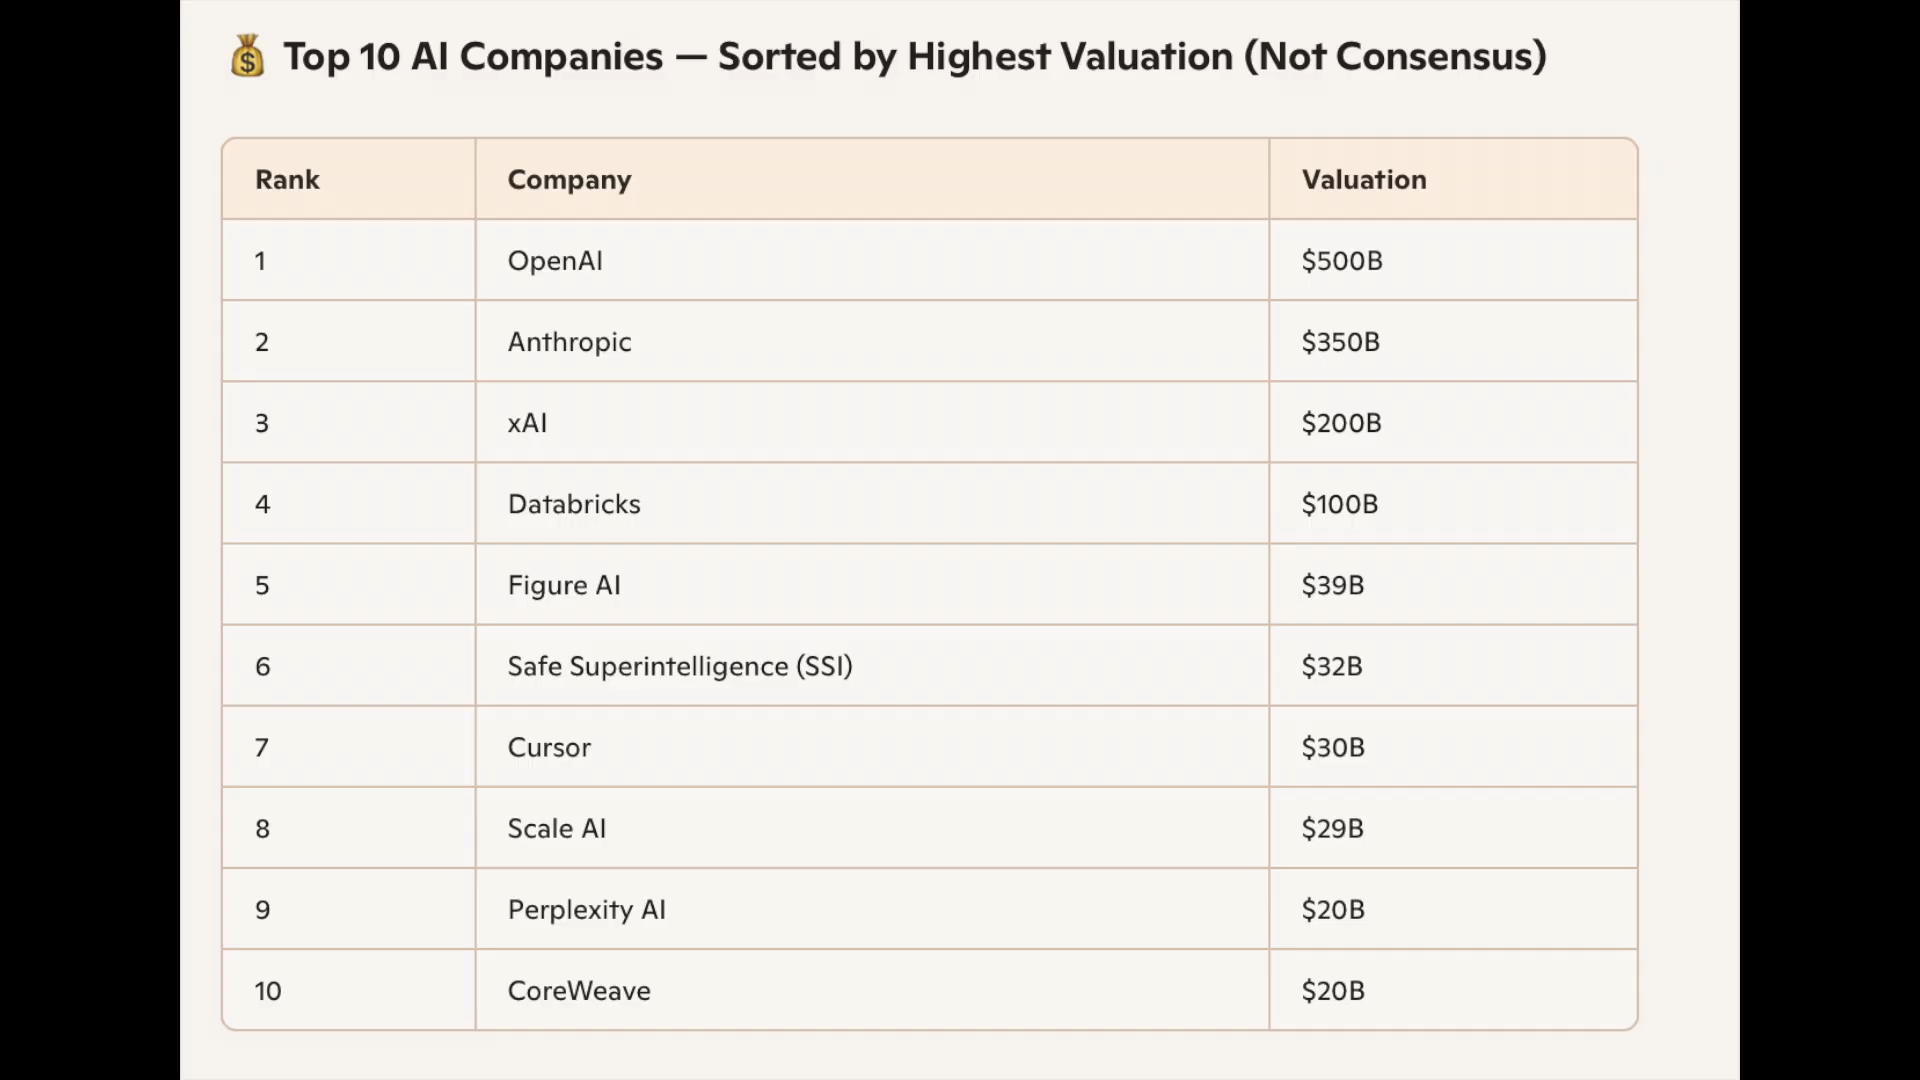 💰 Top 10 AI Companies — Sorted by Highest Valuation (Not Consensus)
Rank Company Valuation
1 OpenAI $500B
2 Anthropic $350B
3 xAI $200B
4 Databricks $100B
5 Figure AI $39B
6 Safe Superintelligence (SSI) $32B
7 Cursor $30B
8 Scale AI $29B
9 Perplexity AI $20B
10 CoreWeave $20B